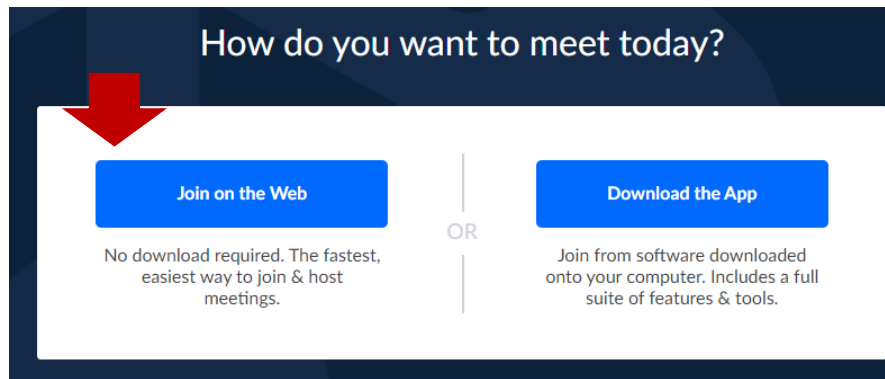 How do you want to meet today?
Join on the Web
No download required. The fastest,
easiest way to join & host
meetings.
OR
Download the App
Join from software downloaded
onto your computer. Includes a full
suite of features & tools.